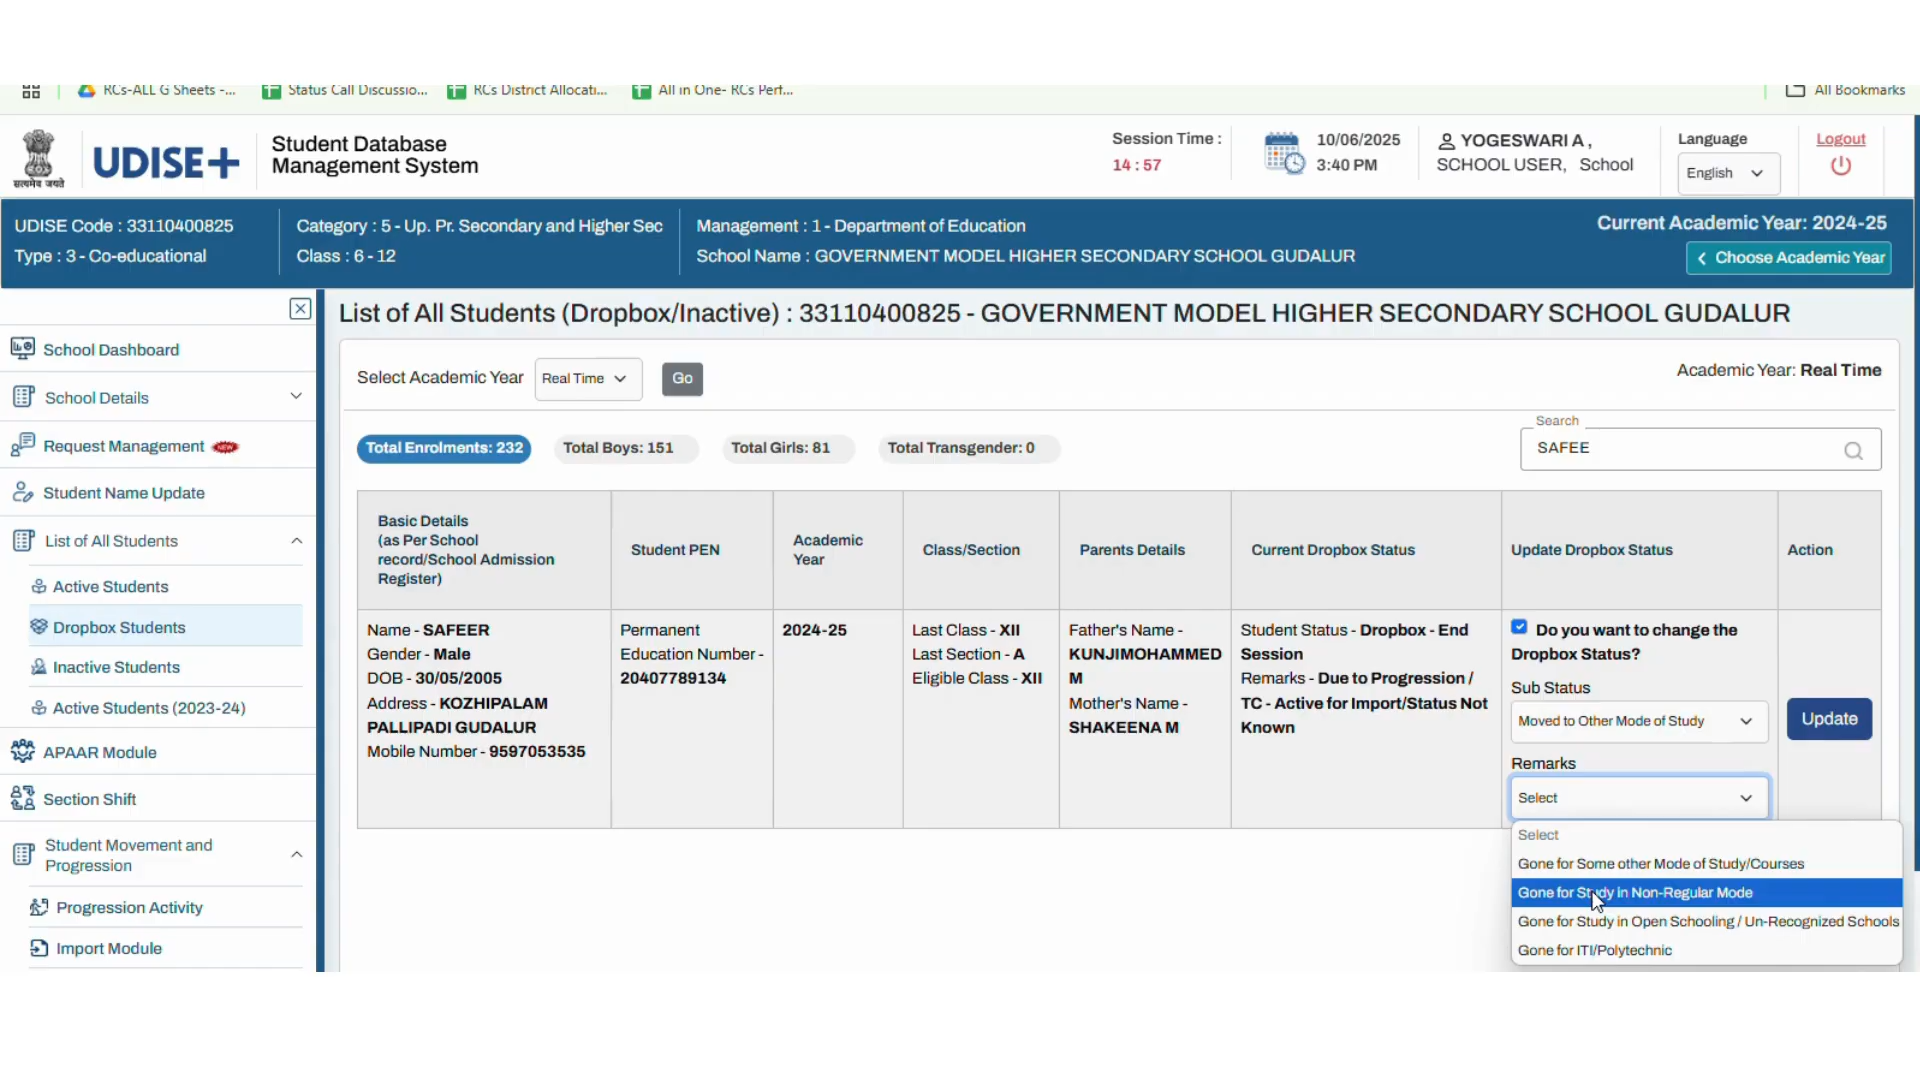 RCs-ALL G Sheets -...
Status Call Discussio...
RCs District Allocati...
All in One- RCs Perf...
All Bookmarks
सत्यमेव जयते
UDISE+
Student Database
Management System
Session Time :
14 : 57
10/06/2025
3:40 PM
YOGESWARI A ,
SCHOOL USER, School
Language
English
Logout
UDISE Code : 33110400825
Type : 3 - Co-educational
Category : 5 - Up. Pr. Secondary and Higher Sec
Class : 6 - 12
Management : 1 - Department of Education
School Name : GOVERNMENT MODEL HIGHER SECONDARY SCHOOL GUDALUR
Current Academic Year: 2024-25
Choose Academic Year
School Dashboard
School Details
Request Management NEW
Student Name Update
List of All Students
Active Students
Dropbox Students
Inactive Students
Active Students (2023-24)
APAAR Module
Section Shift
Student Movement and
Progression
Progression Activity
Import Module
List of All Students (Dropbox/Inactive) : 33110400825 - GOVERNMENT MODEL HIGHER SECONDARY SCHOOL GUDALUR
Select Academic Year
Real Time
Go
Academic Year: Real Time
Total Enrolments: 232
Total Boys: 151
Total Girls: 81
Total Transgender: 0
Search
SAFEE
Basic Details
(as Per School
record/School Admission
Register)
Student PEN
Academic
Year
Class/Section
Parents Details
Current Dropbox Status
Update Dropbox Status
Action
Name - SAFEER
Gender - Male
DOB - 30/05/2005
Address - KOZHIPALAM
PALLIPADI GUDALUR
Mobile Number - 9597053535
Permanent
Education Number -
20407789134
2024-25
Last Class - XII
Last Section - A
Eligible Class - XII
Father's Name -
KUNJIMOHAMMED
M
Mother's Name -
SHAKEENA M
Student Status - Dropbox - End
Session
Remarks - Due to Progression /
TC - Active for Import/Status Not
Known
Do you want to change the
Dropbox Status?
Sub Status
Moved to Other Mode of Study
Remarks
Select
Update
Select
Gone for Some other Mode of Study/Courses
Gone for Study in Non-Regular Mode
Gone for Study in Open Schooling / Un-Recognized Schools
Gone for ITI/Polytechnic